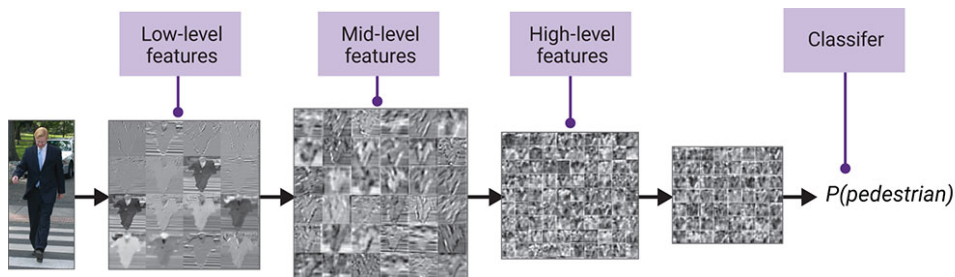 Low-level
features
Mid-level
features
High-level
features
Classifer
P(pedestrian)